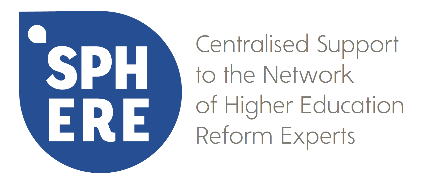 SPH
ERE
Centralised Support
to the Network
of Higher Education
Reform Experts